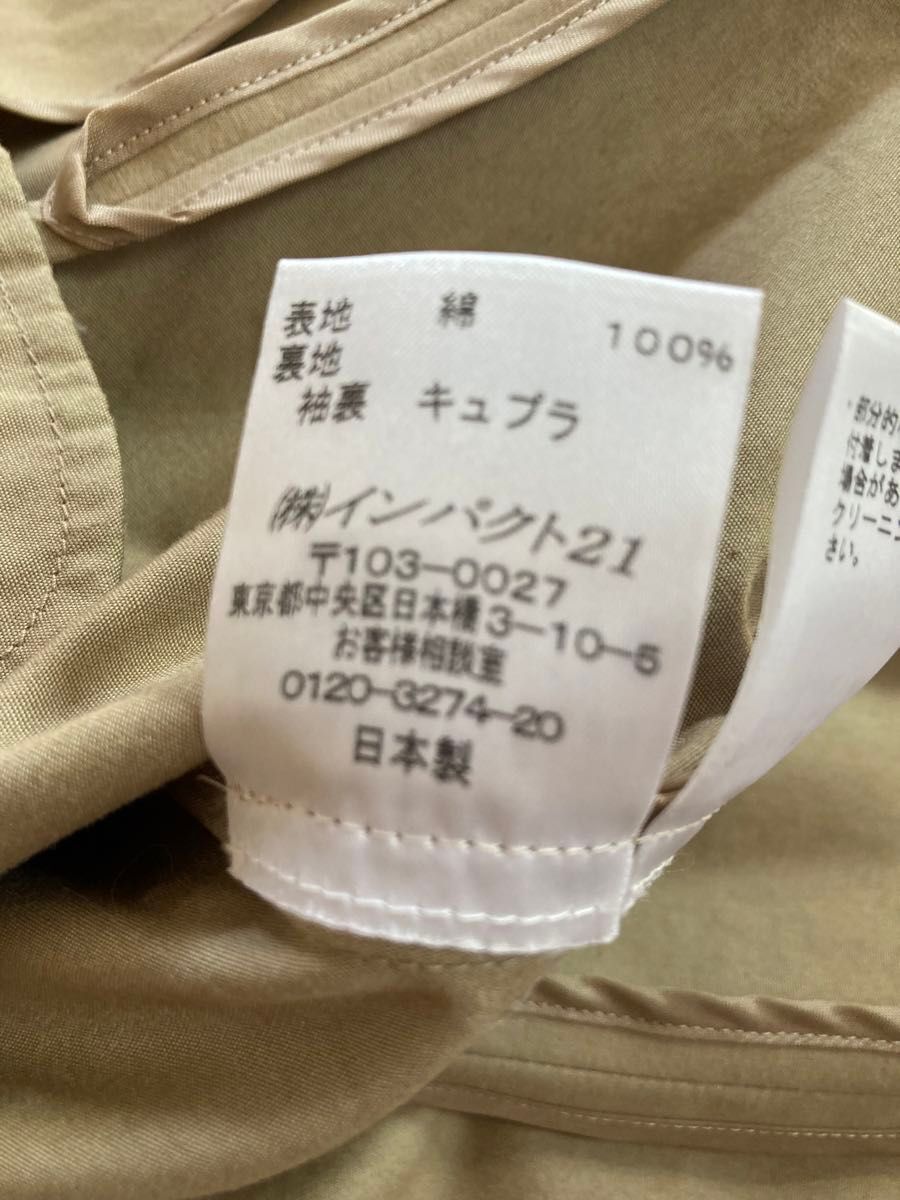 表地 綿 100%
裏地
袖裏 キュプラ
㈱インパクト21
〒103-0027
東京都中央区日本橋3-10-5
お客様相談室
0120-3274-20
日本製
・部分的
付着しま
場合があ
クリーニ
さい。